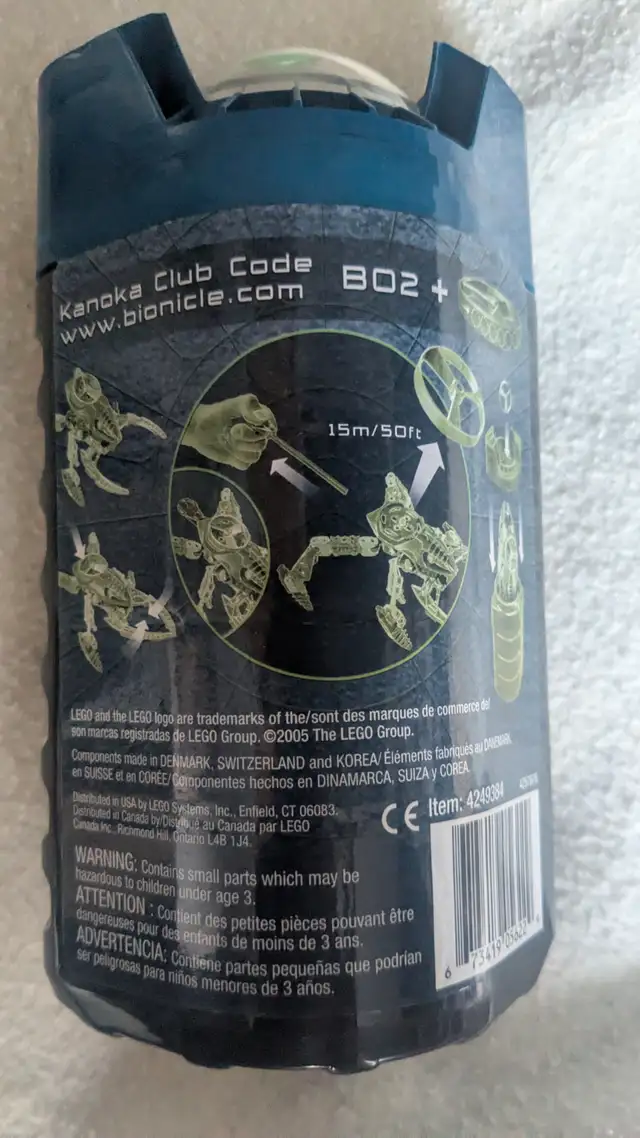 Kanoka Club Code
www.bionicle.com
BO2 +
15m/50ft
LEGO and the LEGO logo are trademarks of the/sont des marques de commerce de/
son marcas registradas de LEGO Group. ©2005 The LEGO Group.
Components made in DENMARK, SWITZERLAND and KOREA/ Éléments fabriqués au DANEMARK,
en SUISSE et en CORÉE/Componentes hechos en DINAMARCA, SUIZA y COREA.
Distributed in USA by LEGO Systems, Inc., Enfield, CT 06083.
Distributed in Canada by/Distribué au Canada par LEGO
Canada Inc., Richmond Hill, Ontario L4B 1J4.
CE Item: 4249384
WARNING: Contains small parts which may be
hazardous to children under age 3.
ATTENTION : Contient des petites pièces pouvant être
dangereuses pour des enfants de moins de 3 ans.
ADVERTENCIA: Contiene partes pequeñas que podrían
ser peligrosas para niños menores de 3 años.
6 73419 05620